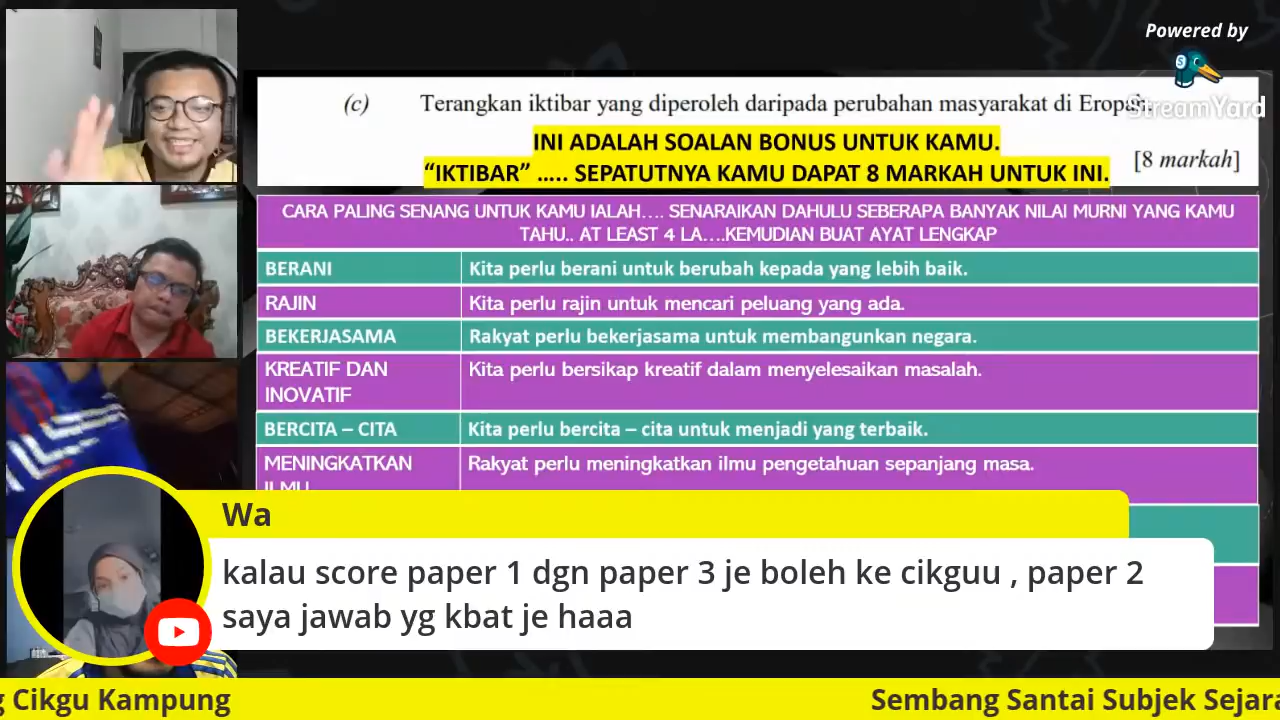 Powered by
StreamYard
(c) Terangkan iktibar yang diperoleh daripada perubahan masyarakat di Eropah.
INI ADALAH SOALAN BONUS UNTUK KAMU.
“IKTIBAR” ..... SEPATUTNYA KAMU DAPAT 8 MARKAH UNTUK INI.
[8 markah]
CARA PALING SENANG UNTUK KAMU IALAH.... SENARAIKAN DAHULU SEBERAPA BANYAK NILAI MURNI YANG KAMU
TAHU.. AT LEAST 4 LA....KEMUDIAN BUAT AYAT LENGKAP
BERANI Kita perlu berani untuk berubah kepada yang lebih baik.
RAJIN Kita perlu rajin untuk mencari peluang yang ada.
BEKERJASAMA Rakyat perlu bekerjasama untuk membangunkan negara.
KREATIF DAN Kita perlu bersikap kreatif dalam menyelesaikan masalah.
INOVATIF
BERCITA – CITA Kita perlu bercita – cita untuk menjadi yang terbaik.
MENINGKATKAN Rakyat perlu meningkatkan ilmu pengetahuan sepanjang masa.
ILMU
Wa
kalau score paper 1 dgn paper 3 je boleh ke cikguu , paper 2
saya jawab yg kbat je haaa
g Cikgu Kampung
Sembang Santai Subjek Sejara